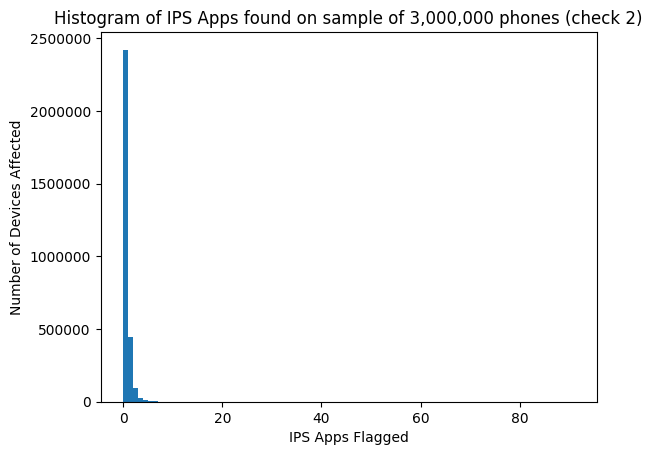 Histogram of IPS Apps found on sample of 3,000,000 phones (check 2)
2500000
2000000
1500000
1000000
500000
0
Number of Devices Affected
0 20 40 60 80
IPS Apps Flagged